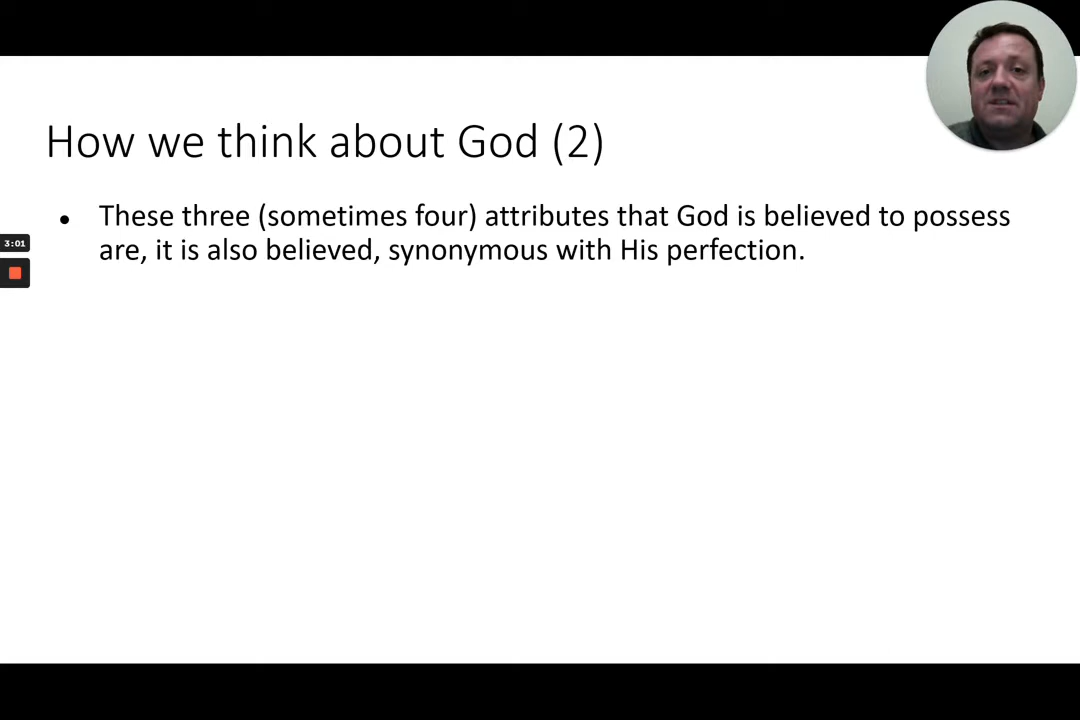 How we think about God (2)
• These three (sometimes four) attributes that God is believed to possess
are, it is also believed, synonymous with His perfection.
3:01